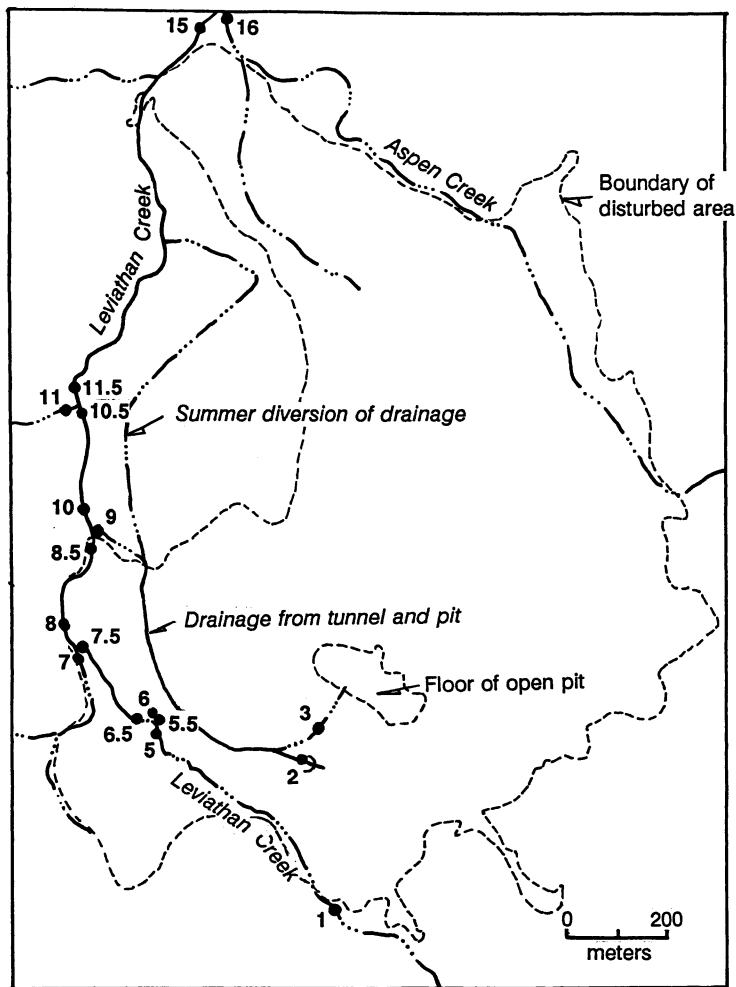 15
16
Aspen Creek
Boundary of
disturbed area
Leviathan Creek
11
11.5
10.5
Summer diversion of drainage
10
9
8.5
Drainage from tunnel and pit
8
7.5
7
Floor of open pit
6
5.5
6.5
5
3
2
Leviathan Creek
1
0 200
meters